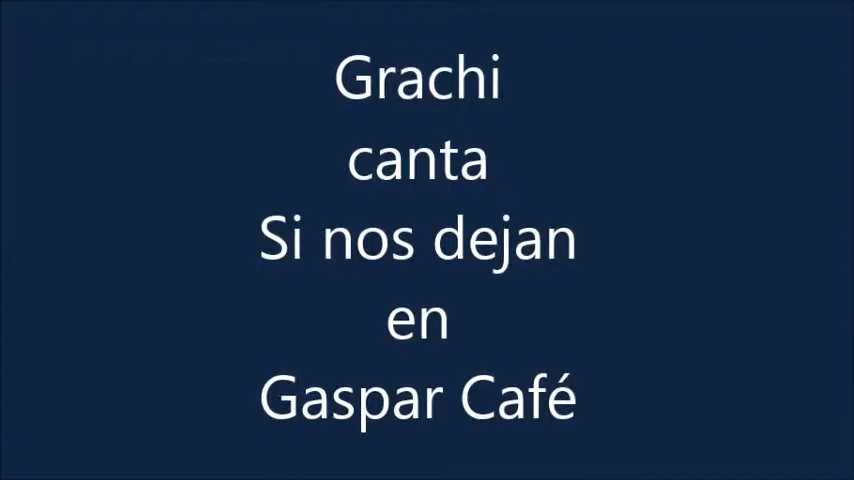 Grachi
canta
Si nos dejan
en
Gaspar Café